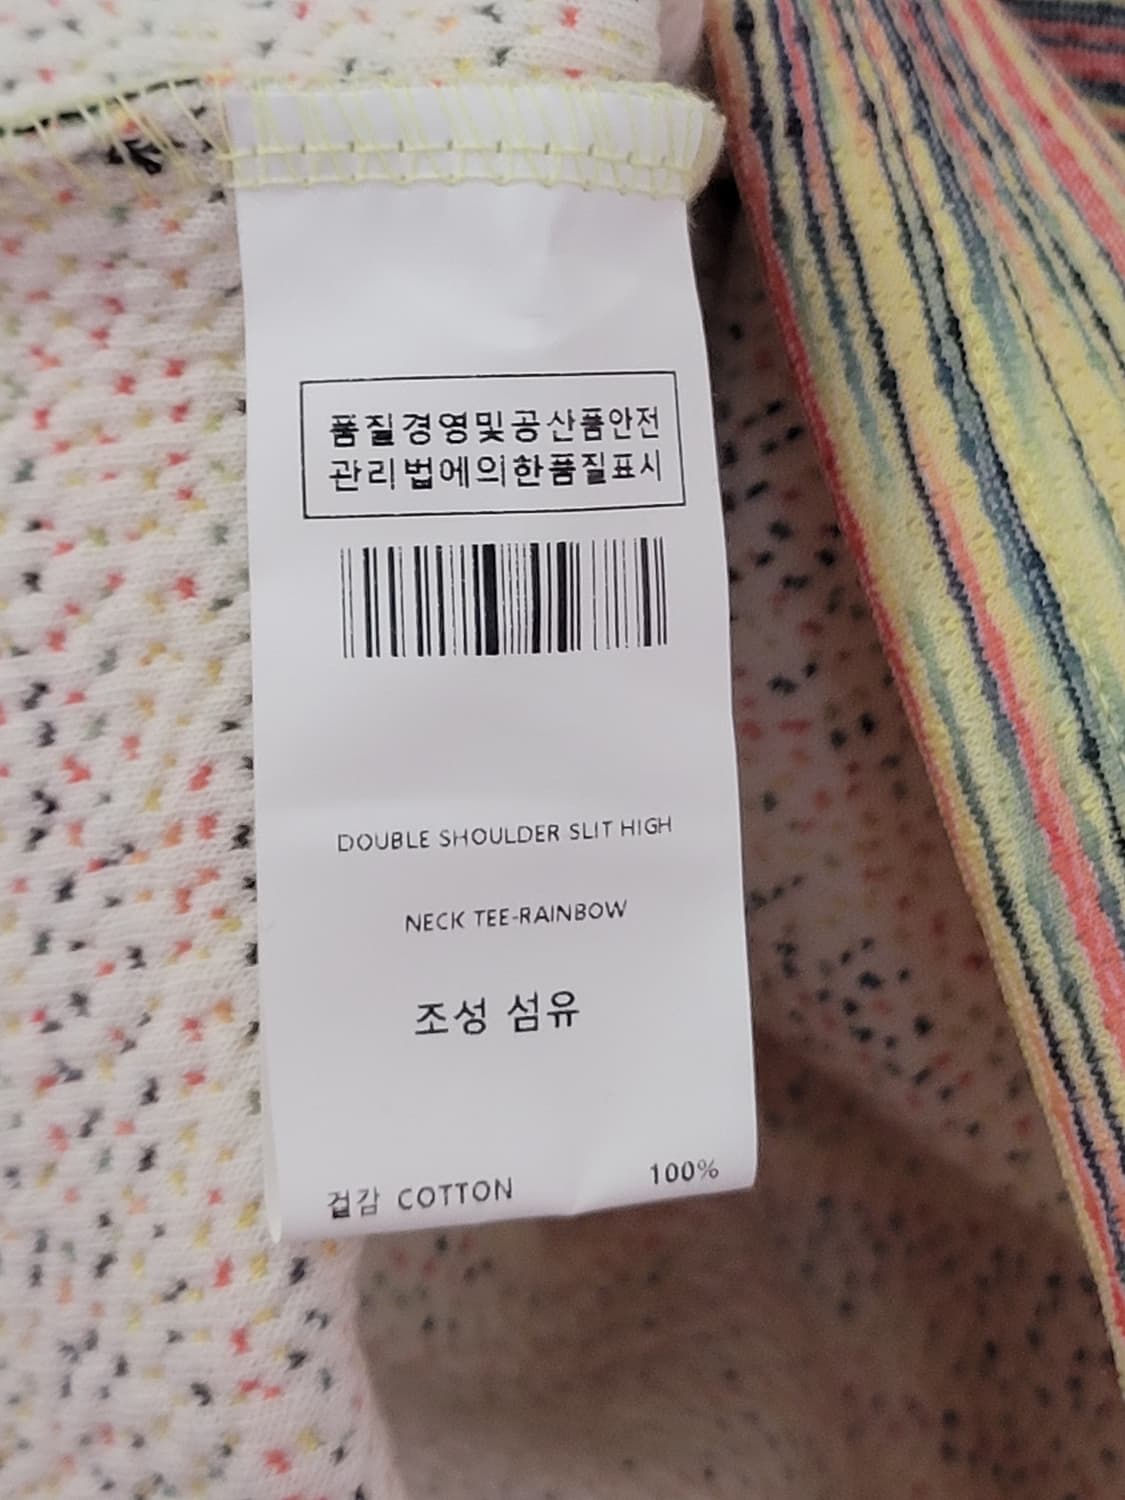 품질경영및공산품안전
관리법에의한품질표시
DOUBLE SHOULDER SLIT HIGH
NECK TEE-RAINBOW
조성 섬유
겉감 COTTON 100%